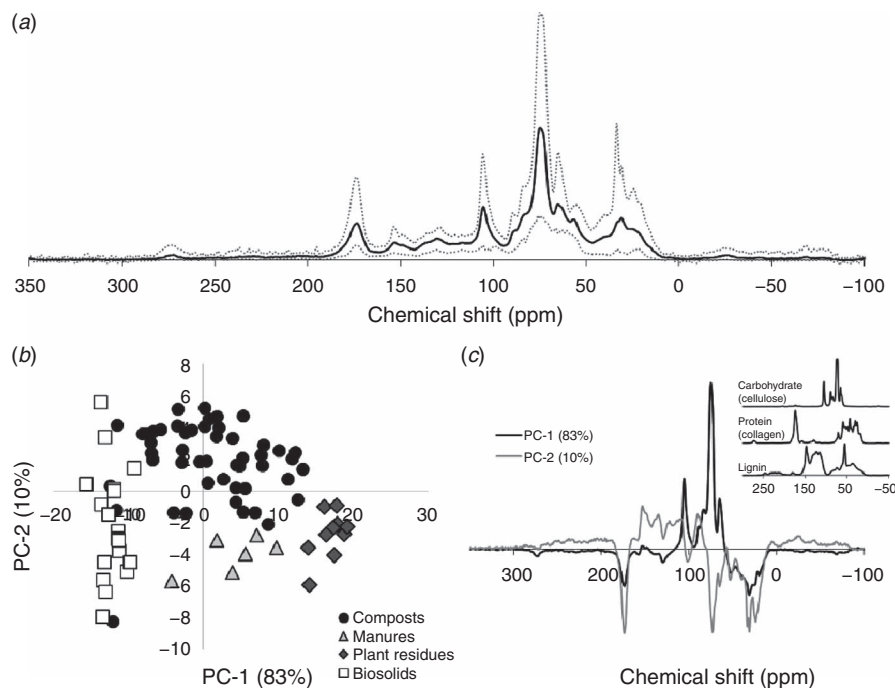 (a)
350 300 250 200 150 100 50 0 −50 −100
Chemical shift (ppm)
(b)
8
6
4
2
0
−20 −10 0 10 20 30
−2
−4
−6
−8
−10
PC-2 (10%)
PC-1 (83%)
Composts
Manures
Plant residues
Biosolids
(c)
PC-1 (83%)
PC-2 (10%)
Carbohydrate
(cellulose)
Protein
(collagen)
Lignin
250 150 50 −50
300 200 100 0 −100
Chemical shift (ppm)